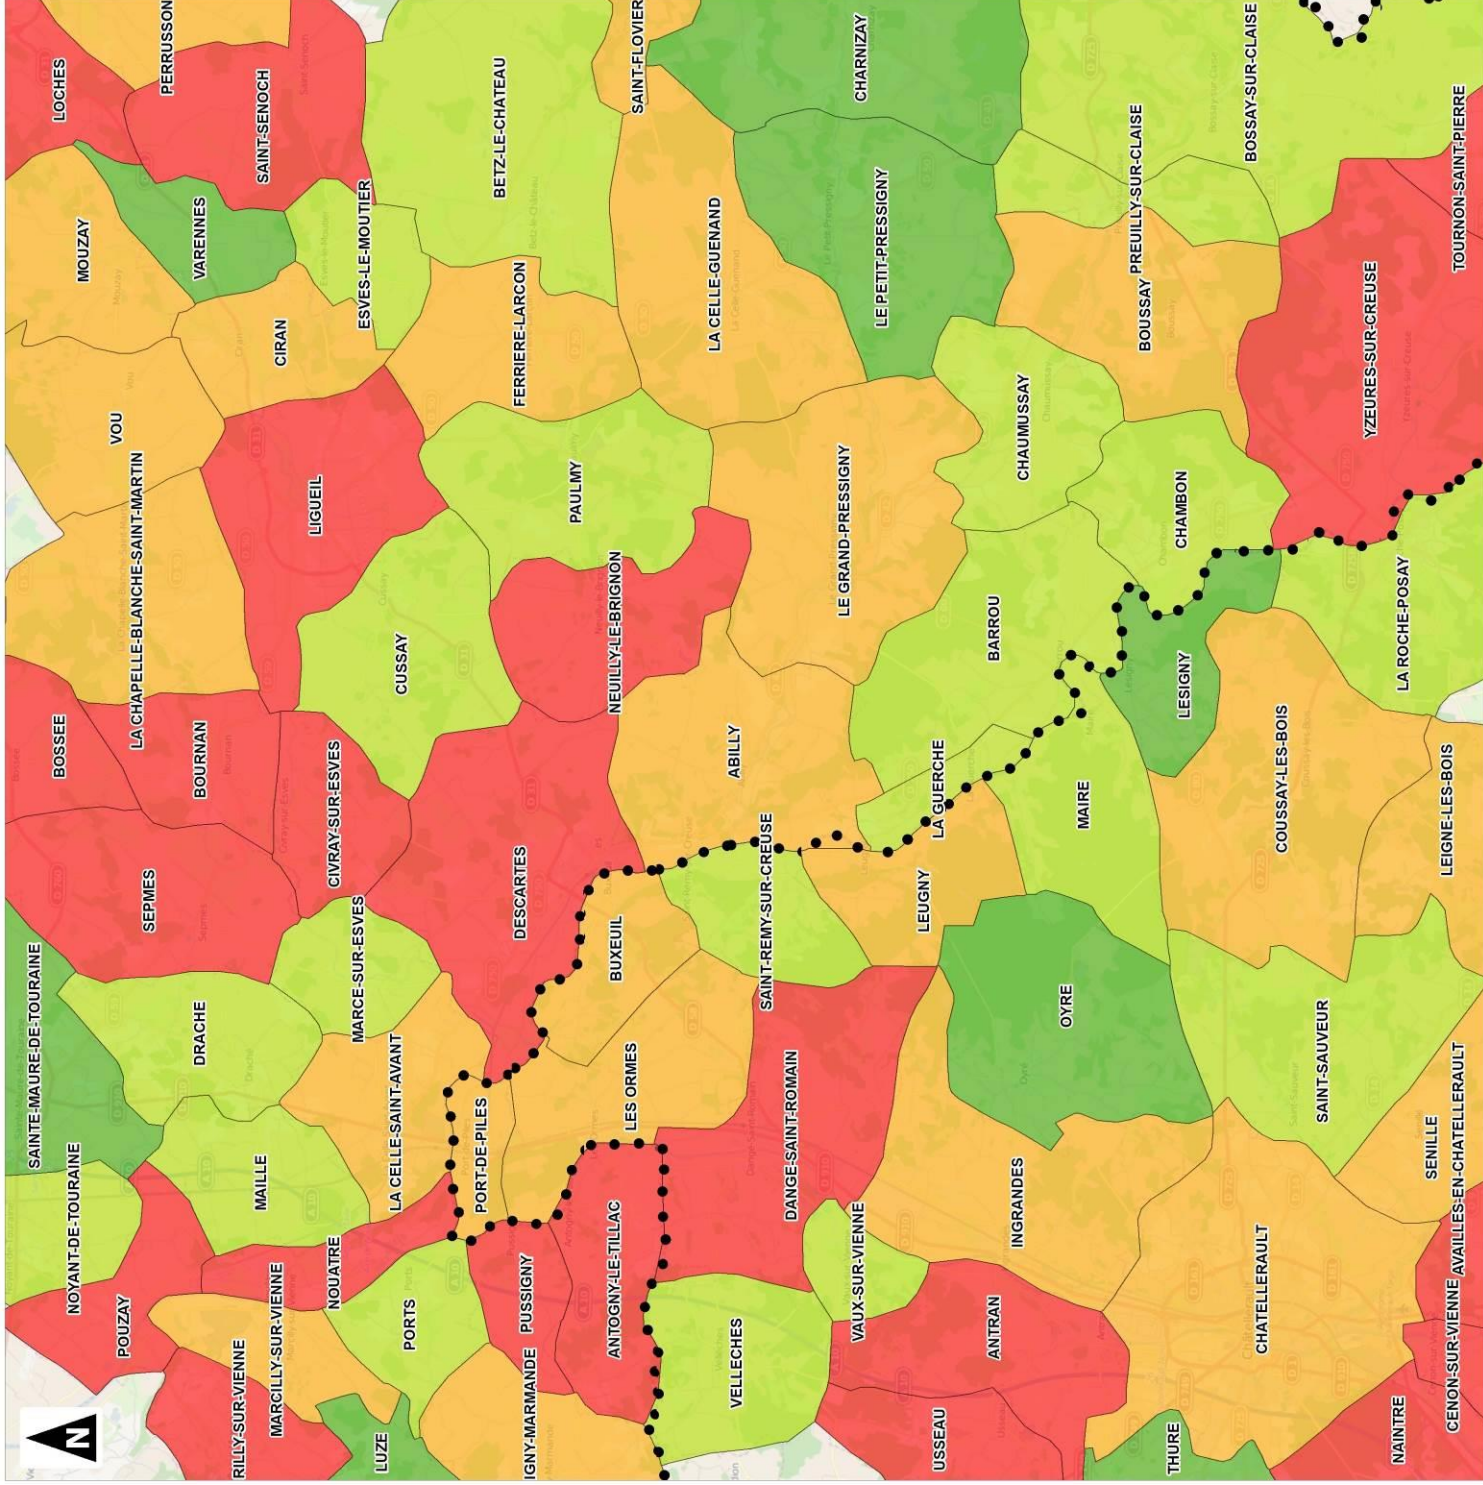 N
SAINTE-MAURE-DE-TOURAINE
BOSSEE
LOCHES
NOYANT-DE-TOURAINE
MOUZAY
VOU
POUZAY
LA CHAPELLE-BLANCHE-SAINT-MARTIN
SEPMES
PERRUSSON
DRACHE
BOURNAN
VARENNES
RILLY-SUR-VIENNE
MAILLE
SAINT-SENOCH
MARCILLY-SUR-VIENNE
CIRAN
LIGUEIL
NOUATRE
CIVRAY-SUR-ESVES
MARCE-SUR-ESVES
ESVES-LE-MOUTIER
LUZE
LA CELLE-SAINT-AVANT
CUSSAY
PORTS
PORT-DE-PILES
BETZ-LE-CHATEAU
DESCARTES
FERRIERE-LARCON
PUSSIGNY
IGNY-MARMANDE
PAULMY
ANTOGNY-LE-TILLAC
BUXEUIL
NEUILLY-LE-BRIGNON
LES ORMES
SAINT-FLOVIER
LA CELLE-GUENAND
VELLECHES
ABILLY
SAINT-REMY-SUR-CREUSE
DANGE-SAINT-ROMAIN
LE GRAND-PRESSIGNY
VAUX-SUR-VIENNE
CHARNIZAY
LE PETIT-PRESSIGNY
LEUGNY
LA GUERCHE
USSEAU
ANTRAN
BARROU
INGRANDES
CHAUMUSSAY
OYRE
MAIRE
PREUILLY-SUR-CLAISE
BOUSSAY
THURE
LESIGNY
CHAMBON
BOSSAY-SUR-CLAISE
CHATELLERAULT
COUSSAY-LES-BOIS
SAINT-SAUVEUR
YZEURES-SUR-CREUSE
NAINTRE
LA ROCHE-POSAY
SENILLE
LEIGNE-LES-BOIS
CENON-SUR-VIENNE
AVAILLES-EN-CHATELLERAULT
TOURNON-SAINT-PIERRE